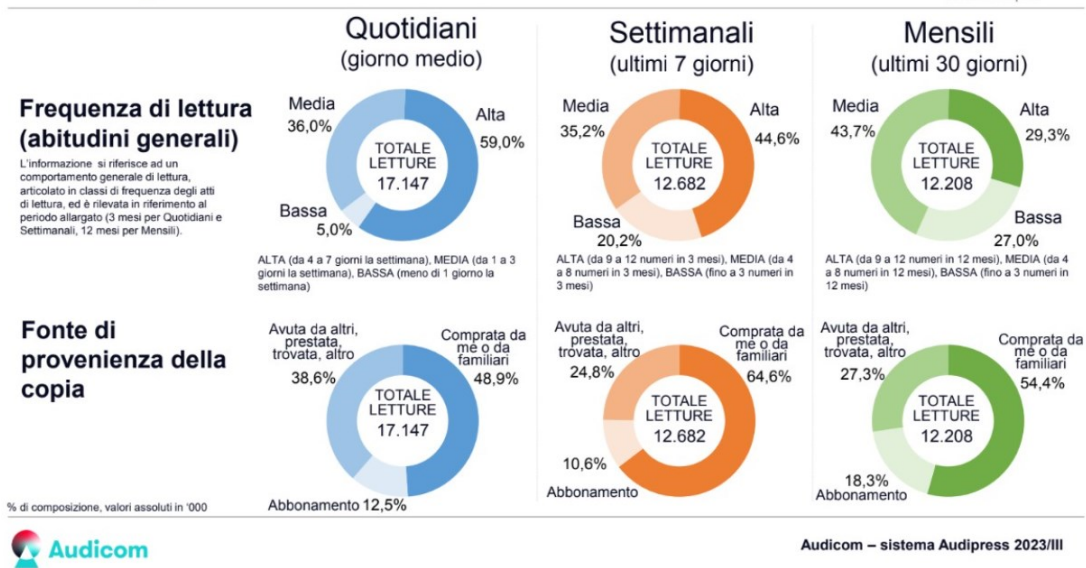 Quotidiani
(giorno medio)
Settimanali
(ultimi 7 giorni)
Mensili
(ultimi 30 giorni)
Frequenza di lettura
(abitudini generali)
L'informazione si riferisce ad un
comportamento generale di lettura,
articolato in classi di frequenza degli atti
di lettura, ed è rilevata in riferimento al
periodo allargato (3 mesi per Quotidiani e
Settimanali, 12 mesi per Mensili).
Media
36,0%
Alta
59,0%
TOTALE
LETTURE
17.147
Bassa
5,0%
ALTA (da 4 a 7 giorni la settimana), MEDIA (da 1 a 3
giorni la settimana), BASSA (meno di 1 giorno la
settimana)
Media
35,2%
Alta
44,6%
TOTALE
LETTURE
12.682
Bassa
20,2%
ALTA (da 9 a 12 numeri in 3 mesi), MEDIA (da 4
a 8 numeri in 3 mesi), BASSA (fino a 3 numeri in
3 mesi)
Media
43,7%
Alta
29,3%
TOTALE
LETTURE
12.208
Bassa
27,0%
ALTA (da 9 a 12 numeri in 12 mesi), MEDIA (da 4
a 8 numeri in 12 mesi), BASSA (fino a 3 numeri in
12 mesi)
Fonte di
provenienza della
copia
Avuta da altri,
prestata,
trovata, altro
38,6%
Comprata da
me o da
familiari
48,9%
TOTALE
LETTURE
17.147
Abbonamento 12,5%
Avuta da altri,
prestata,
trovata, altro
24,8%
Comprata da
me o da
familiari
64,6%
TOTALE
LETTURE
12.682
10,6%
Abbonamento
Avuta da altri,
prestata,
trovata, altro
27,3%
Comprata da
me o da
familiari
54,4%
TOTALE
LETTURE
12.208
18,3%
Abbonamento
% di composizione, valori assoluti in '000
Audicom
Audicom – sistema Audipress 2023/III